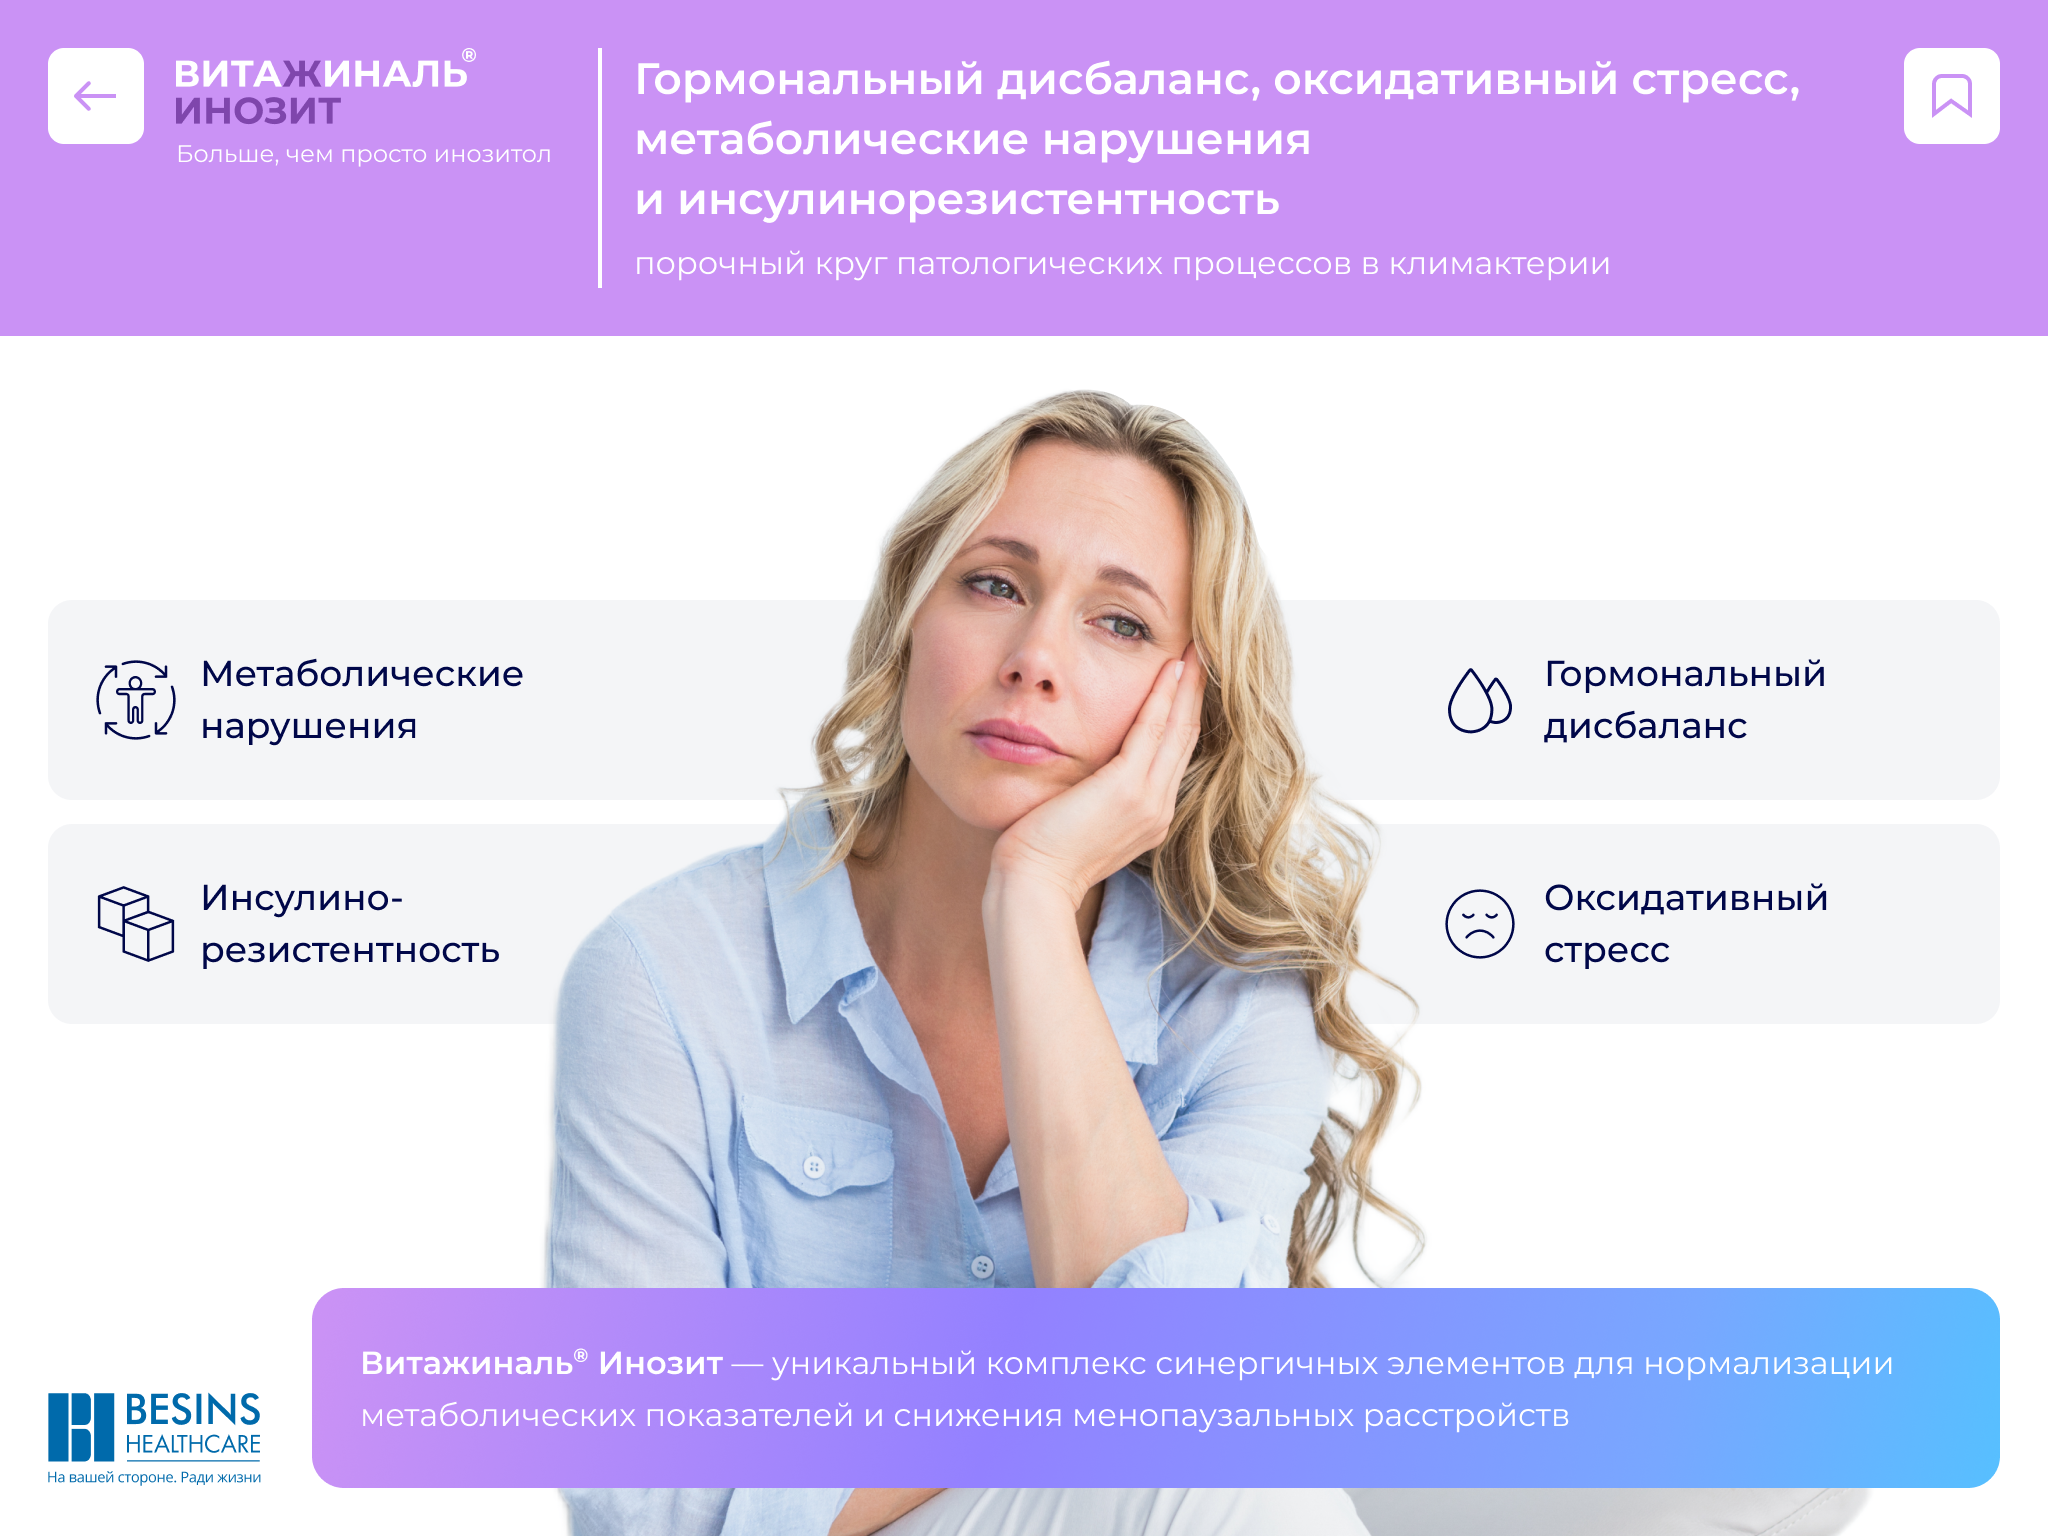 ВИТАЖИНАЛЬ®
ИНОЗИТ
Больше, чем просто инозитол
Гормональный дисбаланс, оксидативный стресс,
метаболические нарушения
и инсулинорезистентность
порочный круг патологических процессов в климактерии
Метаболические
нарушения
Гормональный
дисбаланс
Инсулино-
резистентность
Оксидативный
стресс
Витажиналь® Инозит — уникальный комплекс синергичных элементов для нормализации
метаболических показателей и снижения менопаузальных расстройств
BESINS
HEALTHCARE
На вашей стороне. Ради жизни